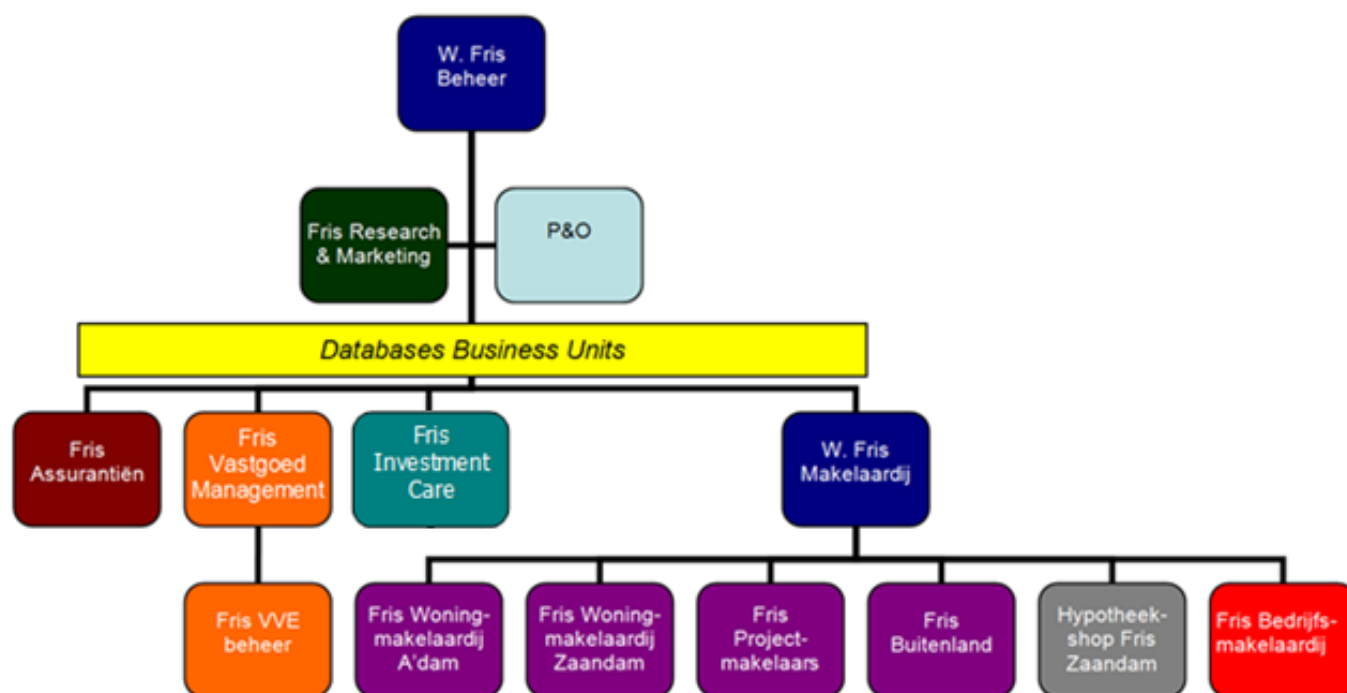 W. Fris
Beheer
Fris Research
& Marketing
P&O
Databases Business Units
Fris
Assurantiën
Fris
Vastgoed
Management
Fris
Investment
Care
W. Fris
Makelaardij
Fris VVE
beheer
Fris Woning-
makelaardij
A'dam
Fris Woning-
makelaardij
Zaandam
Fris
Project-
makelaars
Fris
Buitenland
Hypotheek-
shop Fris
Zaandam
Fris Bedrijfs-
makelaardij